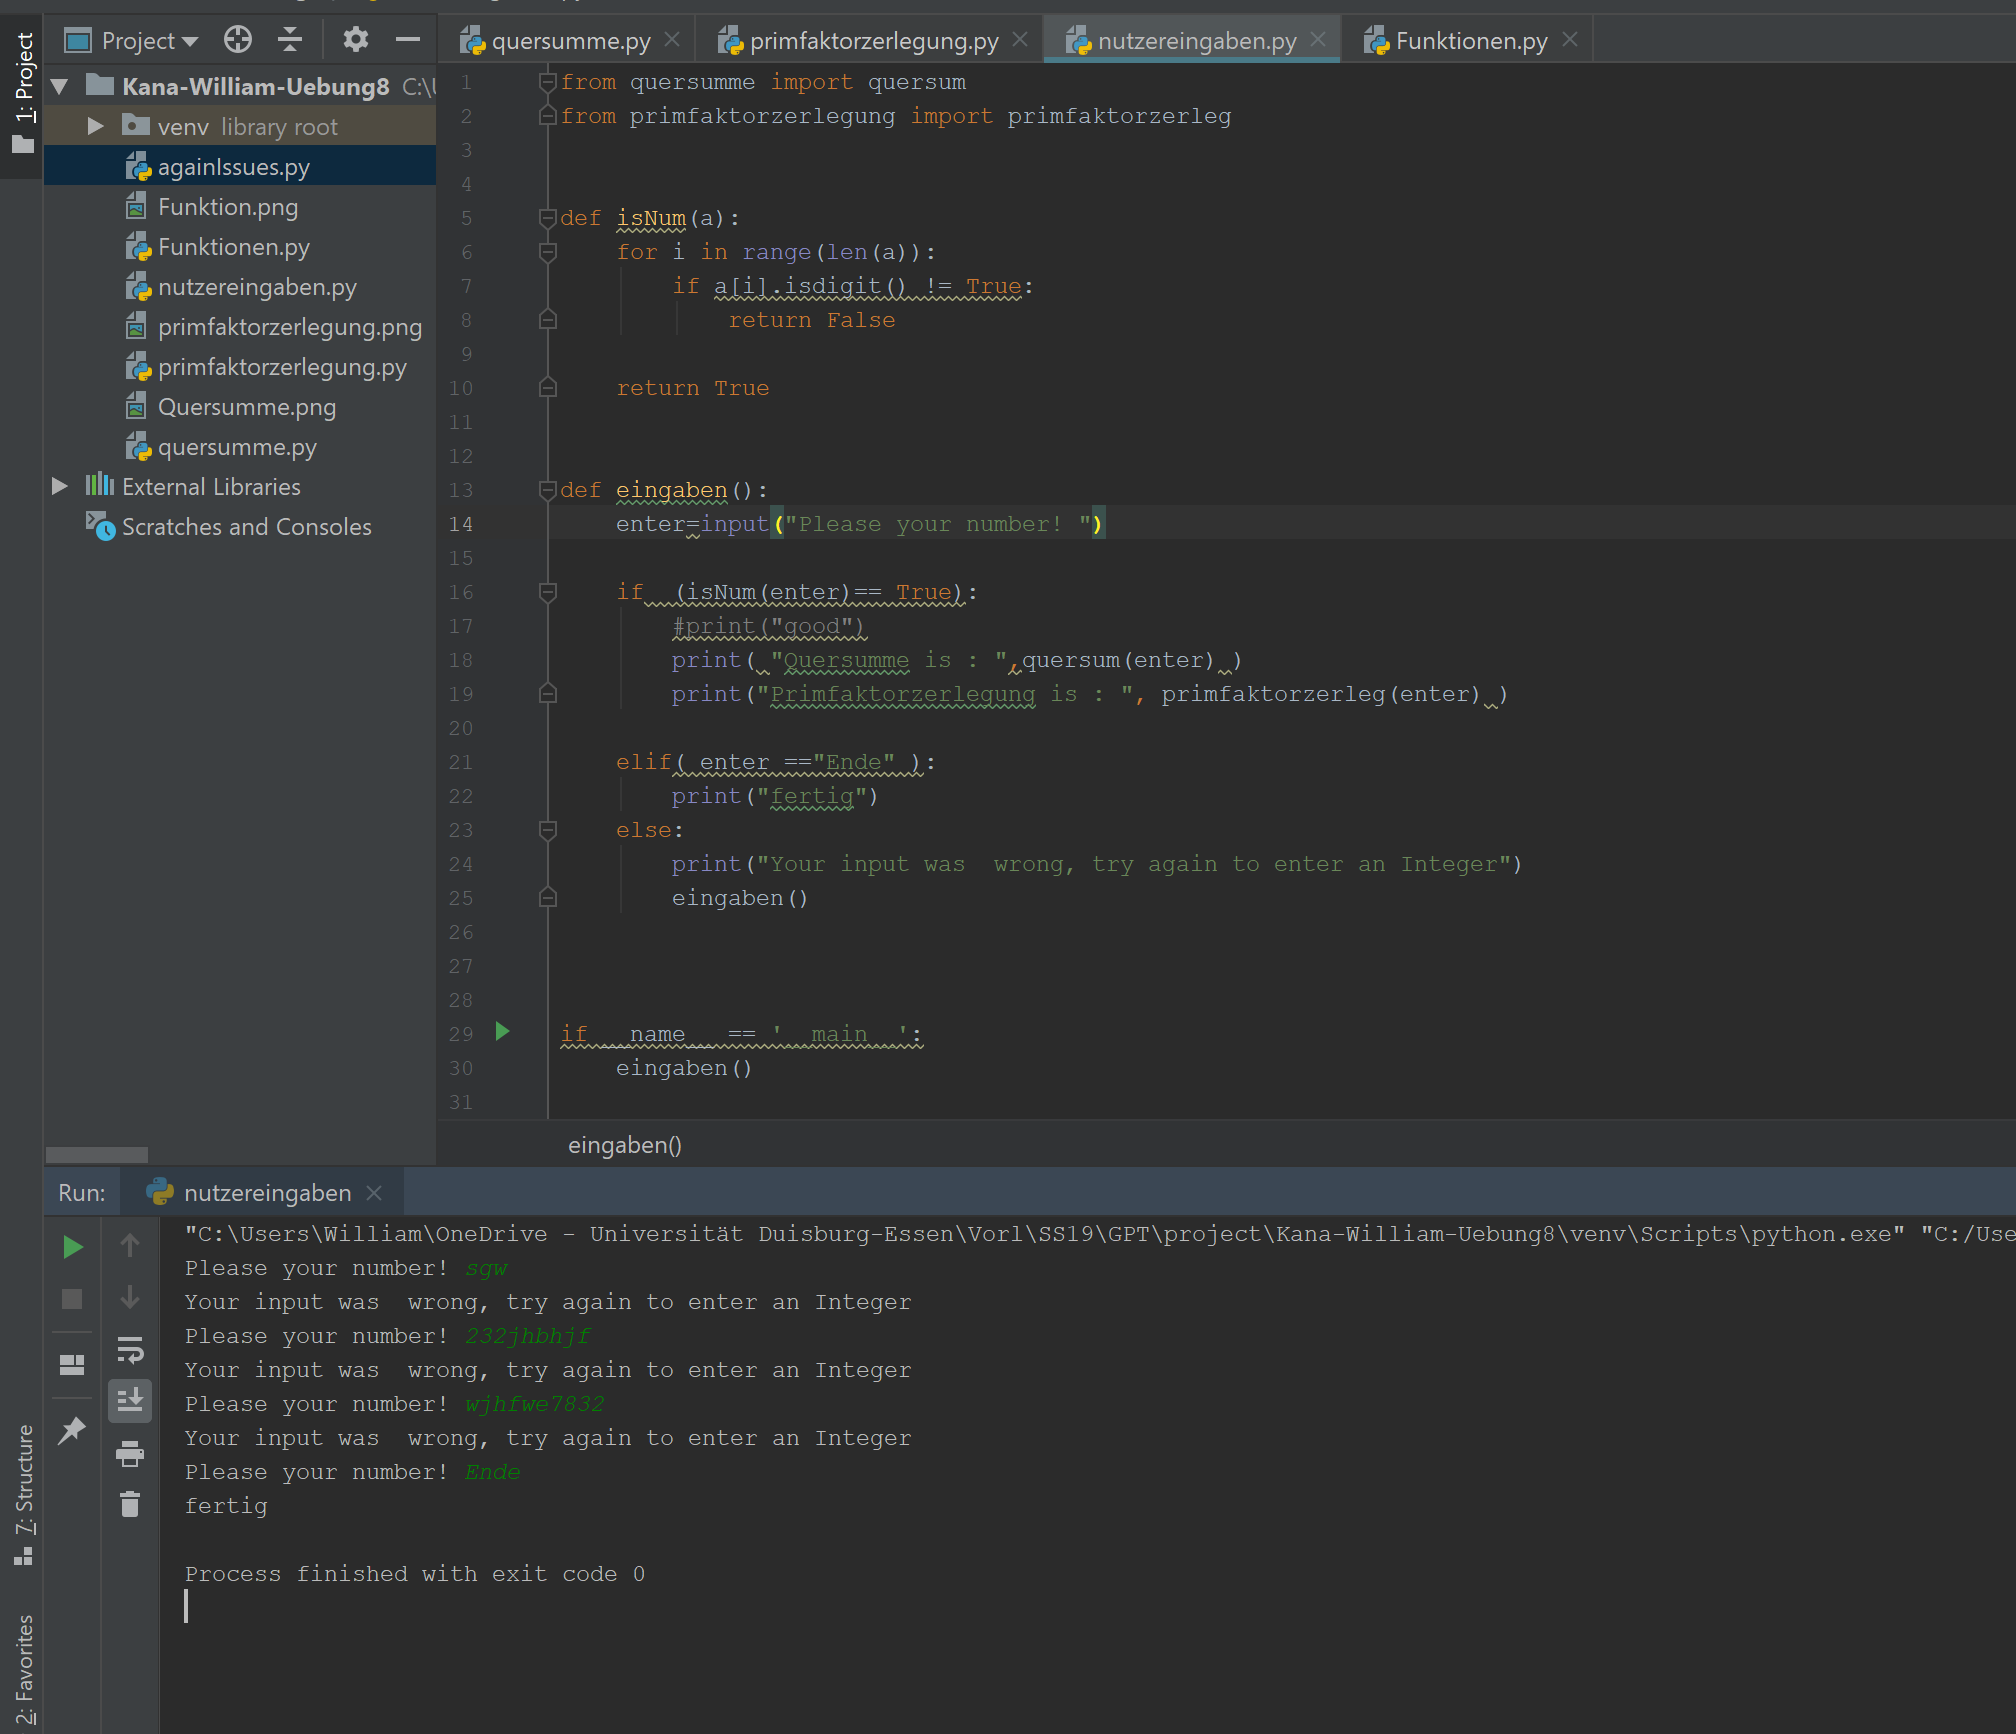 Project
quersumme.py
primfaktorzerlegung.py
nutzereingaben.py
Funktionen.py
1: Project
Kana-William-Uebung8 C:\U
venv library root
againIssues.py
Funktion.png
Funktionen.py
nutzereingaben.py
primfaktorzerlegung.png
primfaktorzerlegung.py
Quersumme.png
quersumme.py
External Libraries
Scratches and Consoles
1 from quersumme import quersum
2 from primfaktorzerlegung import primfaktorzerleg
3
4
5 def isNum(a):
6 for i in range(len(a)):
7 if a[i].isdigit() != True:
8 return False
9
10 return True
11
12
13 def eingaben():
14 enter=input("Please your number! ")
15
16 if  (isNum(enter)== True):
17 #print("good")
18 print( "Quersumme is : ",quersum(enter) )
19 print("Primfaktorzerlegung is : ", primfaktorzerleg(enter) )
20
21 elif( enter =="Ende" ):
22 print("fertig")
23 else:
24 print("Your input was  wrong, try again to enter an Integer")
25 eingaben()
26
27
28
29 if __name__ == '__main__':
30 eingaben()
31
eingaben()
Run: nutzereingaben
"C:\Users\William\OneDrive - Universität Duisburg-Essen\Vorl\SS19\GPT\project\Kana-William-Uebung8\venv\Scripts\python.exe" "C:/Use
Please your number! sgw
Your input was  wrong, try again to enter an Integer
Please your number! 232jhbhjf
Your input was  wrong, try again to enter an Integer
Please your number! wjhfwe7832
Your input was  wrong, try again to enter an Integer
Please your number! Ende
fertig
Process finished with exit code 0
7: Structure
2: Favorites